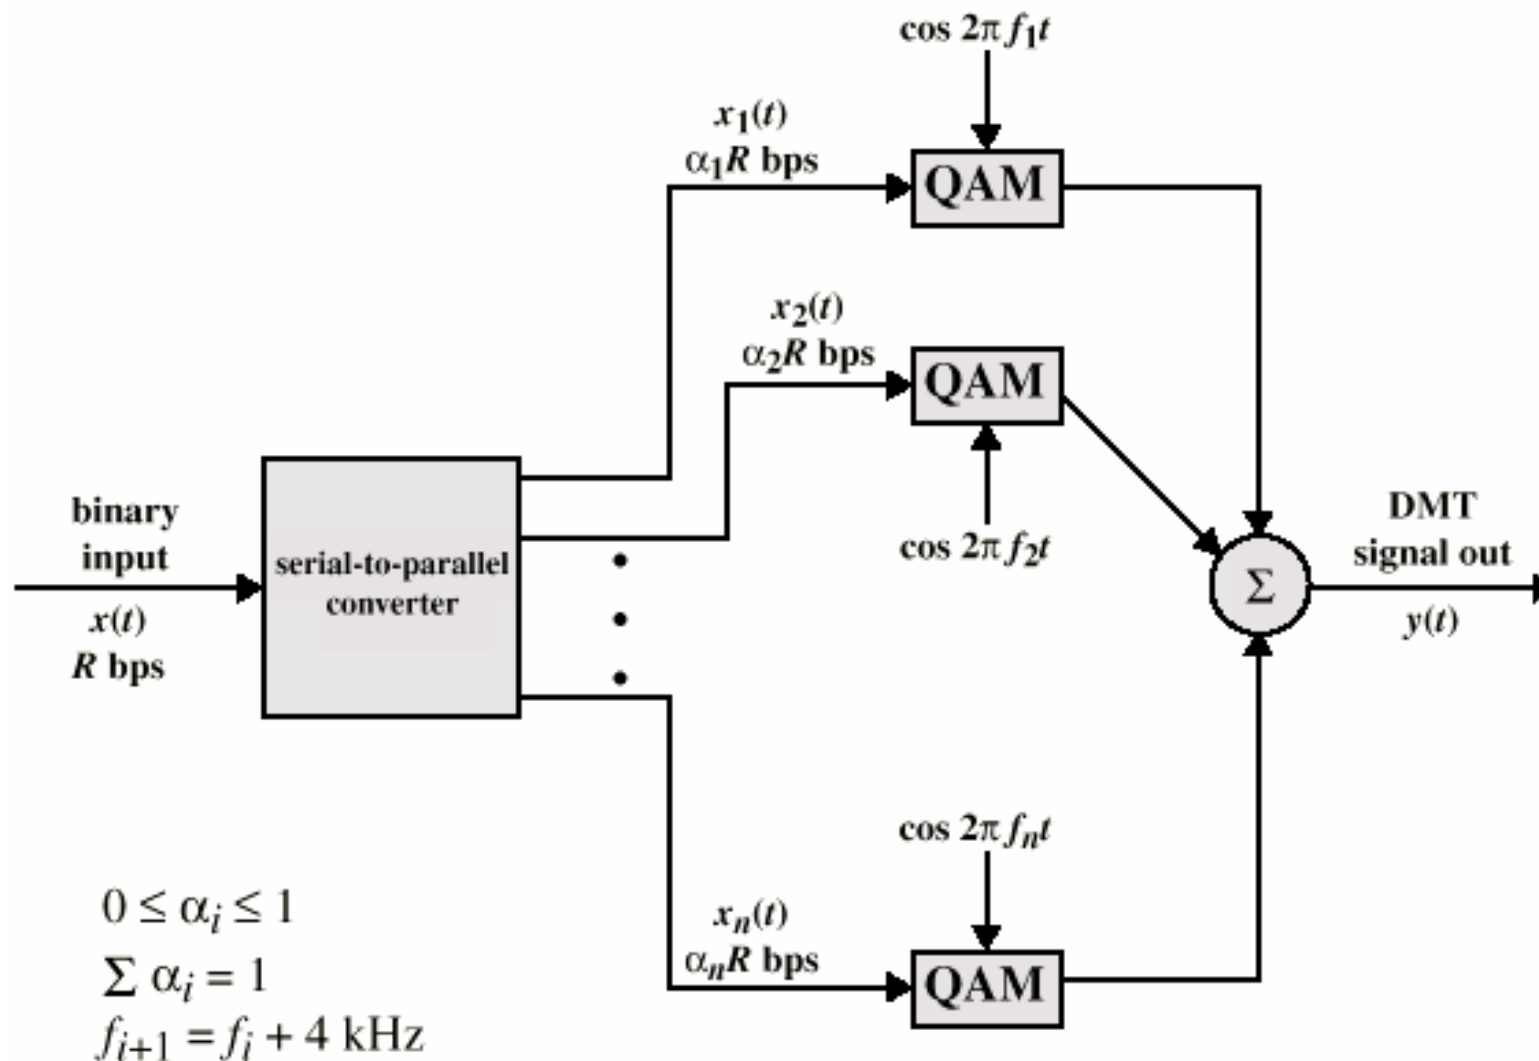 cos 2π f₁t
x₁(t)
α₁R bps
QAM
x₂(t)
α₂R bps
QAM
cos 2π f₂t
binary
input
x(t)
R bps
serial-to-parallel
converter
Σ
DMT
signal out
y(t)
cos 2π fₙt
xₙ(t)
αₙR bps
QAM
0 ≤ αᵢ ≤ 1
Σ αᵢ = 1
fᵢ₊₁ = fᵢ + 4 kHz